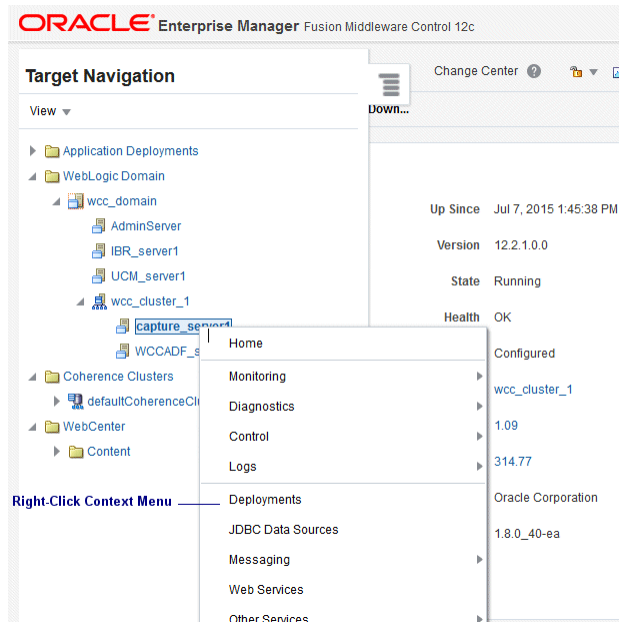 ORACLE Enterprise Manager Fusion Middleware Control 12c
Target Navigation
View
Application Deployments
WebLogic Domain
wcc_domain
AdminServer
IBR_server1
UCM_server1
wcc_cluster_1
capture_server1
WCCADF_s
Coherence Clusters
defaultCoherenceClu
WebCenter
Content
Right-Click Context Menu
Home
Monitoring
Diagnostics
Control
Logs
Deployments
JDBC Data Sources
Messaging
Web Services
Other Services
Change Center
Down...
Up Since Jul 7, 2015 1:45:38 PM
Version 12.2.1.0.0
State Running
Health OK
Configured
wcc_cluster_1
1.09
314.77
Oracle Corporation
1.8.0_40-ea